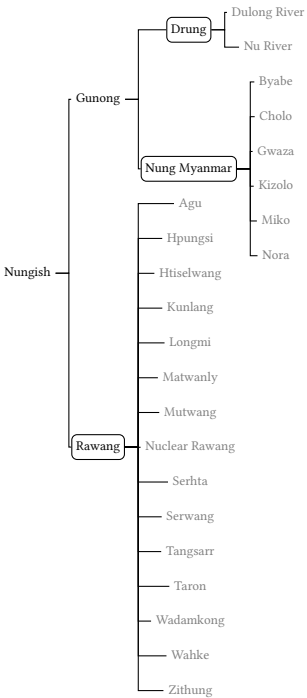 Dulong River
Drung
Nu River
Byabe
Gunong
Cholo
Gwaza
Nung Myanmar
Kizolo
Agu
Miko
Hpungsi
Nora
Nungish
Htiselwang
Kunlang
Longmi
Matwanly
Mutwang
Rawang
Nuclear Rawang
Serhta
Serwang
Tangsarr
Taron
Wadamkong
Wahke
Zithung